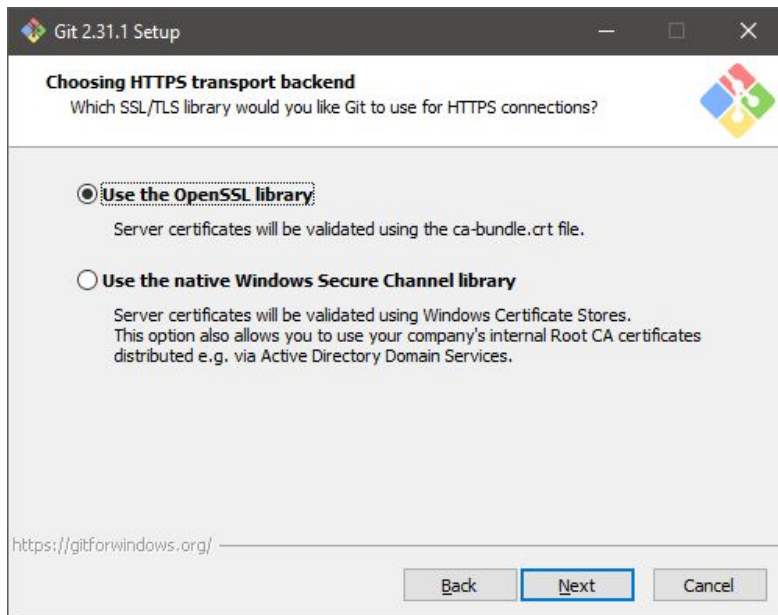 Git 2.31.1 Setup
Choosing HTTPS transport backend
Which SSL/TLS library would you like Git to use for HTTPS connections?
Use the OpenSSL library
Server certificates will be validated using the ca-bundle.crt file.
Use the native Windows Secure Channel library
Server certificates will be validated using Windows Certificate Stores.
This option also allows you to use your company's internal Root CA certificates
distributed e.g. via Active Directory Domain Services.
https://gitforwindows.org/
Back Next Cancel